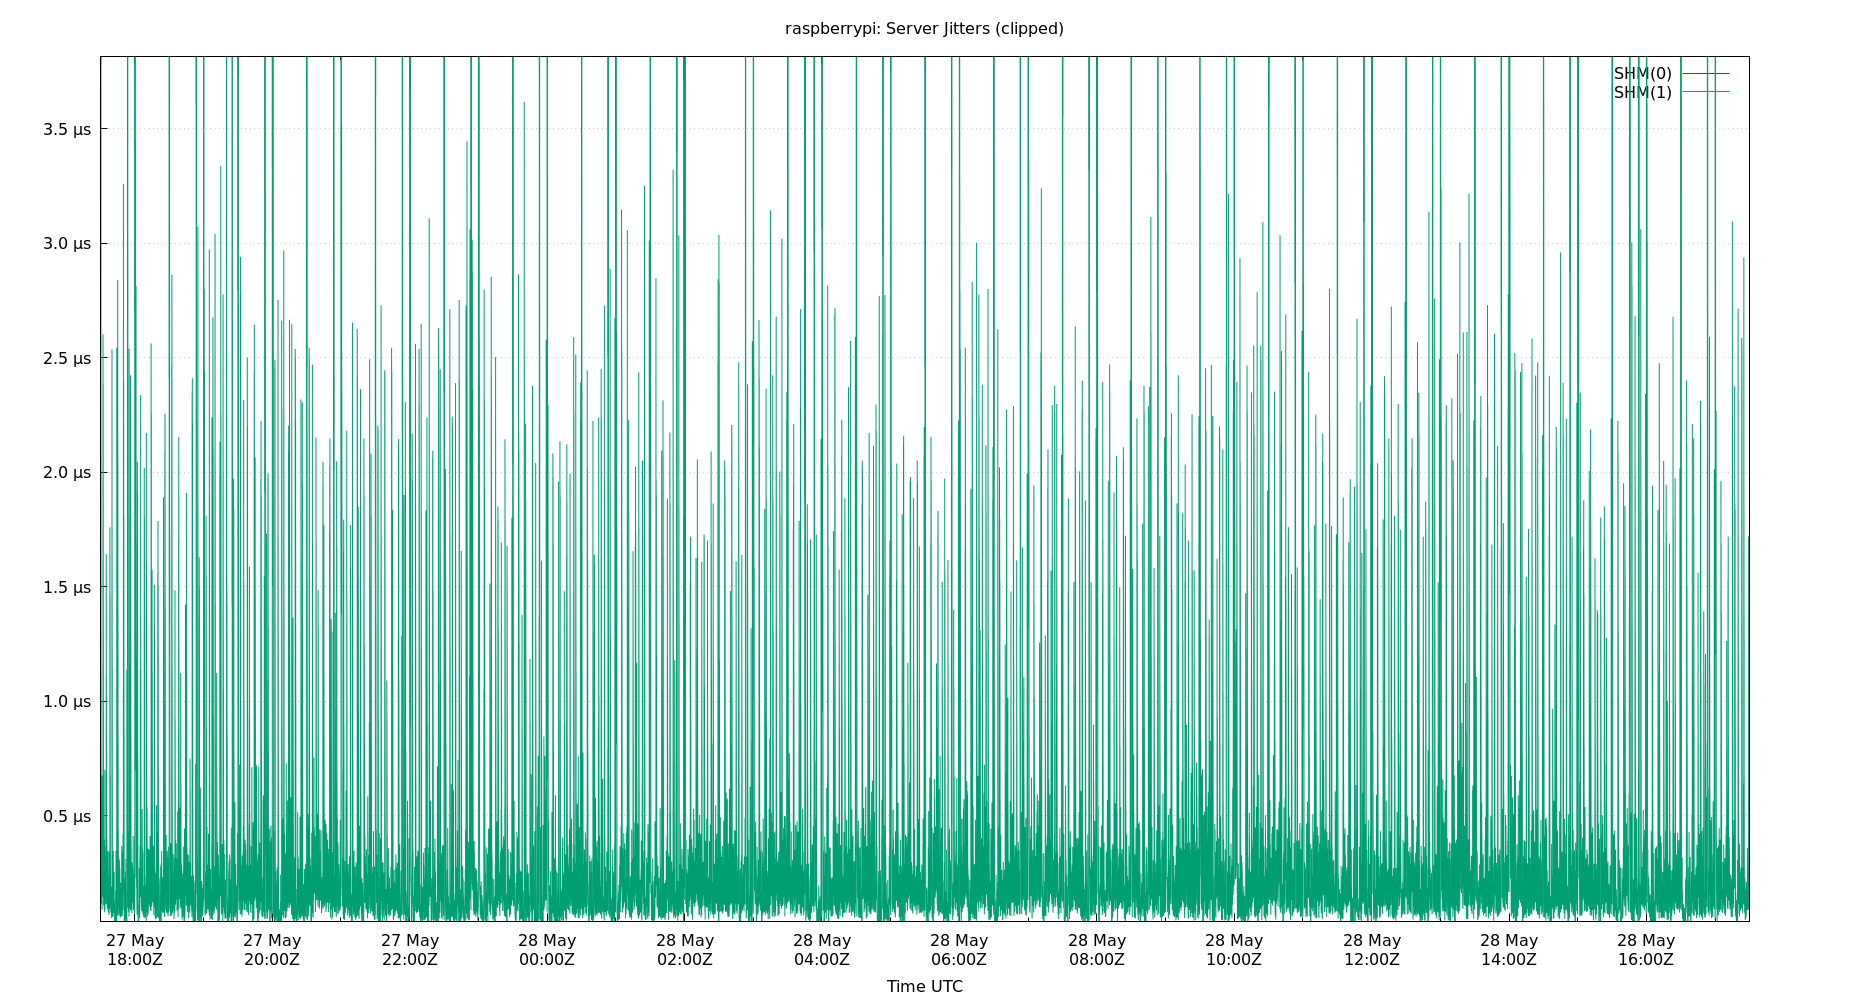 raspberrypi: Server Jitters (clipped)
SHM(0)
SHM(1)
3.5 µs
3.0 µs
2.5 µs
2.0 µs
1.5 µs
1.0 µs
0.5 µs
27 May 27 May 27 May 28 May 28 May 28 May 28 May 28 May 28 May 28 May 28 May 28 May
18:00Z 20:00Z 22:00Z 00:00Z 02:00Z 04:00Z 06:00Z 08:00Z 10:00Z 12:00Z 14:00Z 16:00Z
Time UTC